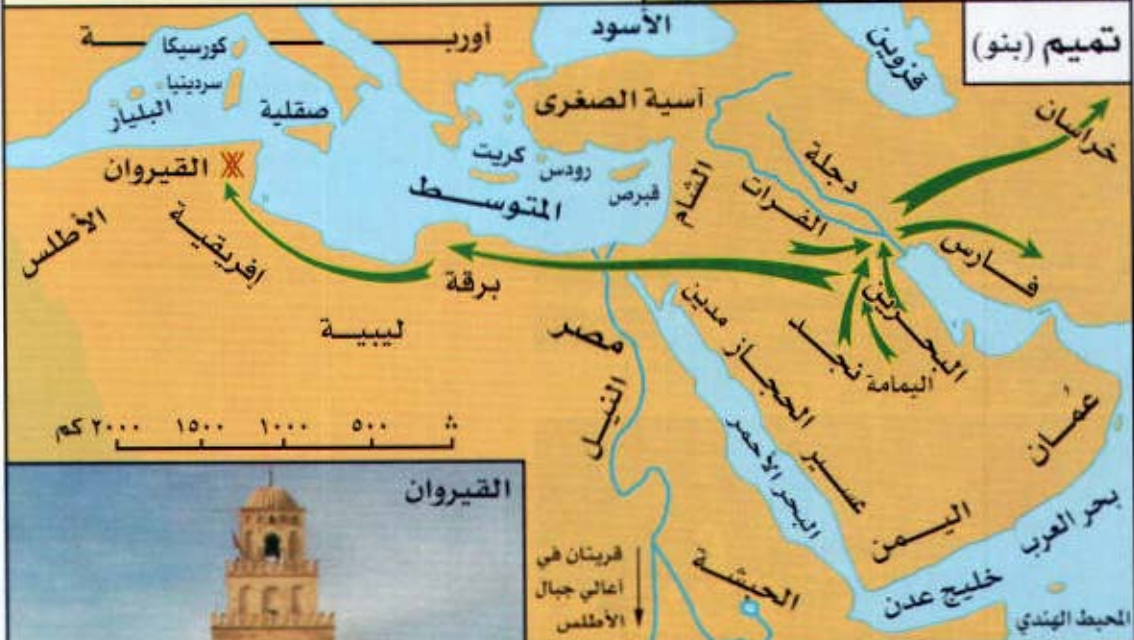 تميم (بنو)
الأسود
قزوين
أوربـة
كورسيكا
سردينيا
البليار
صقلية
آسية الصغرى
خراسان
كريت
رودس
قبرص
المتوسط
الشام
دجلة
الفرات
فارس
القيروان
الأطلس
إفريقية
برقة
ليبية
مصر
النيل
مدين
الحجاز
نجد
البحرين
اليمامة
عُمان
عسير
البحر الأحمر
اليمن
بحر العرب
خليج عدن
المحيط الهندي
الحبشة
٢٠٠٠ كم
١٥٠٠
١٠٠٠
٥٠٠
القيروان
قريتان في
أعالي جبال
الأطلس